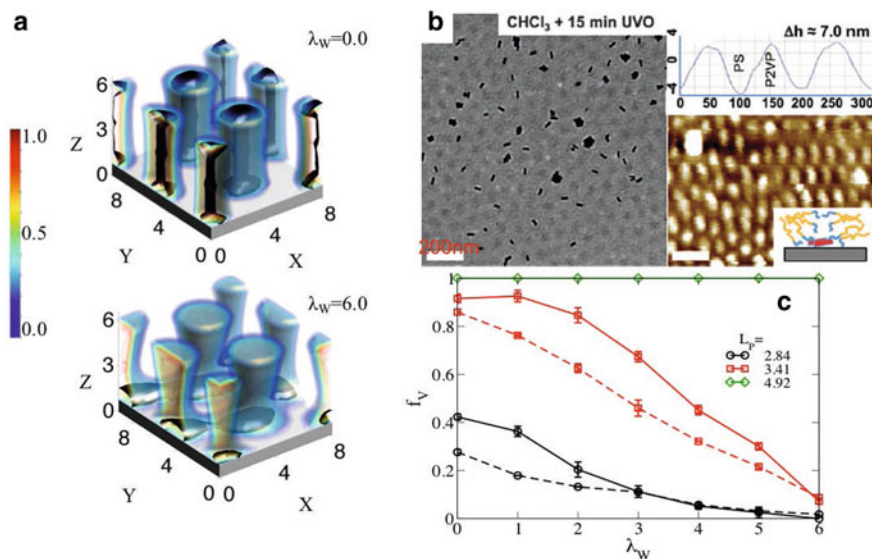 a
λW=0.0
1.0
0.5
0.0
6
3
0
Z
8
4
0
Y
0
4
8
X
λW=6.0
6
3
0
Z
8
4
0
Y
0
4
8
X
b
CHCl3 + 15 min UVO
200nm
Δh ≈ 7.0 nm
4
0
-4
PS
P2VP
0 50 100 150 200 250 300
c
LP=
2.84
3.41
4.92
1
0.8
0.6
0.4
0.2
0
fV
0 1 2 3 4 5 6
λW